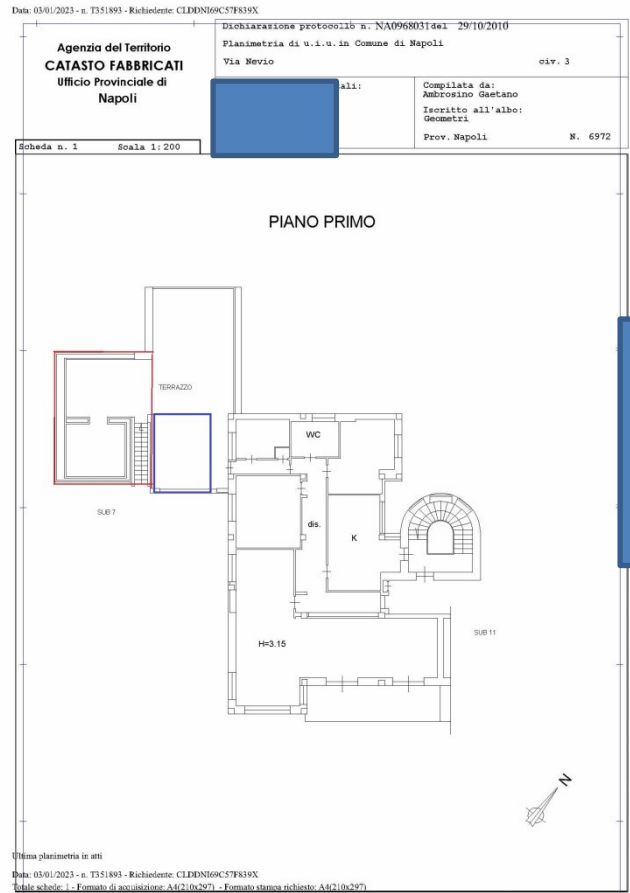 Data: 03/01/2023 - n. T351893 - Richiedente: CLDDNI69C57F839X
Agenzia del Territorio
CATASTO FABBRICATI
Ufficio Provinciale di
Napoli
Dichiarazione protocollo n. NA0968031 del 29/10/2010
Planimetria di u.i.u. in Comune di Napoli
Via Nevio civ. 3
ali:
Compilata da:
Ambrosino Gaetano
Iscritto all'albo:
Geometri
Prov. Napoli N. 6972
Scheda n. 1 Scala 1:200
PIANO PRIMO
TERRAZZO
WC
SUB 7
dis.
K
SUB 11
H=3.15
N
Ultima planimetria in atti
Data: 03/01/2023 - n. T351893 - Richiedente: CLDDNI69C57F839X
Totale schede: 1 - Formato di acquisizione: A4(210x297) - Formato stampa richiesto: A4(210x297)